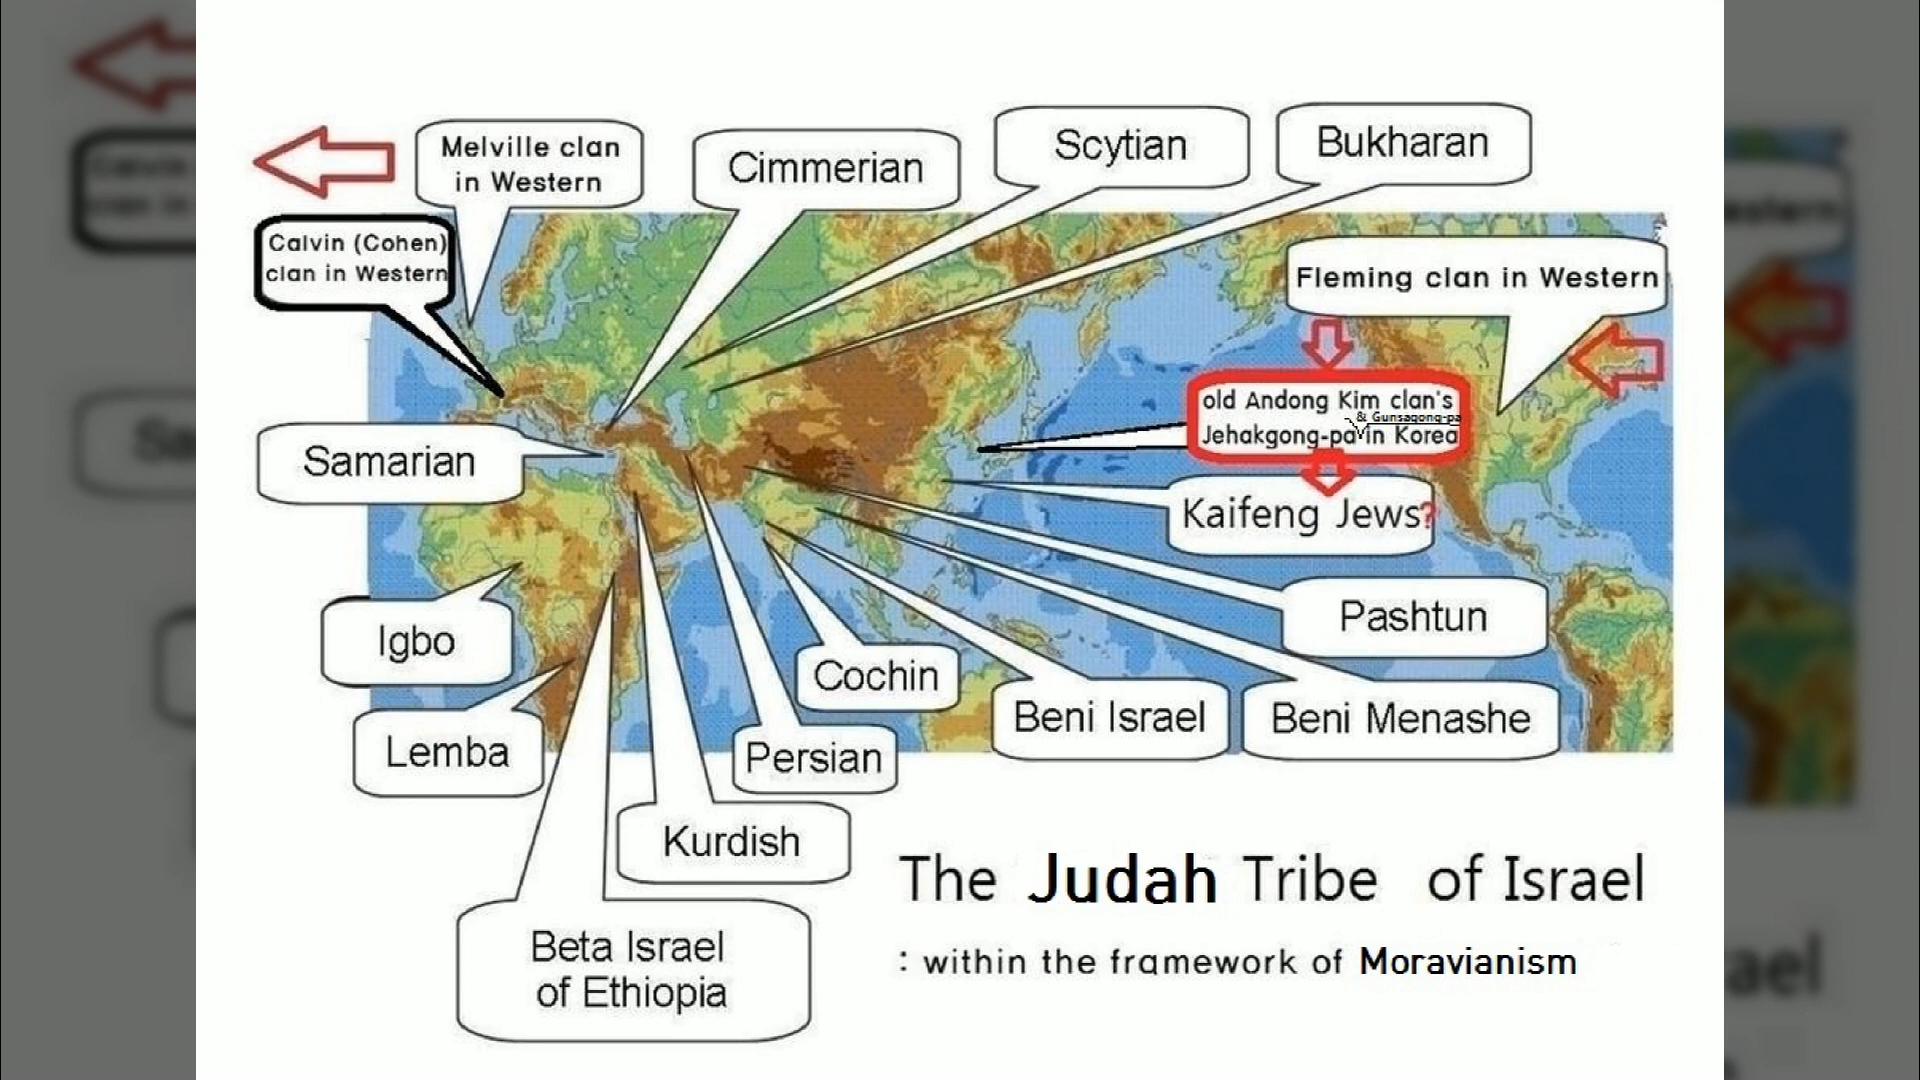 Melville clan
in Western
Cimmerian
Scytian
Bukharan
Calvin (Cohen)
clan in Western
Fleming clan in Western
old Andong Kim clan's
& Gunsagong-pa
Jehakgong-pa in Korea
Samarian
Kaifeng Jews?
Igbo
Pashtun
Lemba
Cochin
Persian
Beni Israel
Beni Menashe
Kurdish
Beta Israel
of Ethiopia
The Judah Tribe of Israel
: within the framework of Moravianism